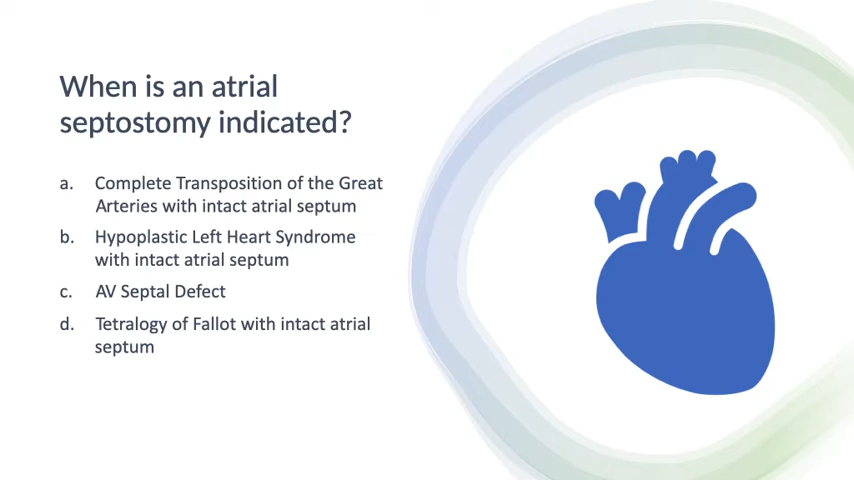 When is an atrial
septostomy indicated?
a. Complete Transposition of the Great
Arteries with intact atrial septum
b. Hypoplastic Left Heart Syndrome
with intact atrial septum
c. AV Septal Defect
d. Tetralogy of Fallot with intact atrial
septum